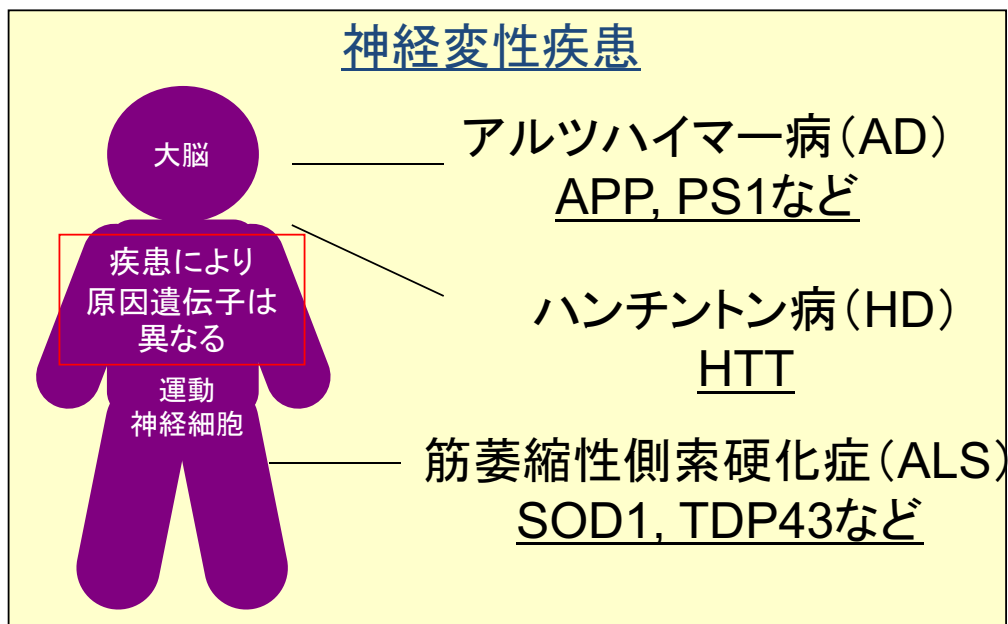 神経変性疾患
大脳
アルツハイマー病(AD)
APP, PS1など
疾患により
原因遺伝子は
異なる
ハンチントン病(HD)
HTT
運動
神経細胞
筋萎縮性側索硬化症(ALS)
SOD1, TDP43など